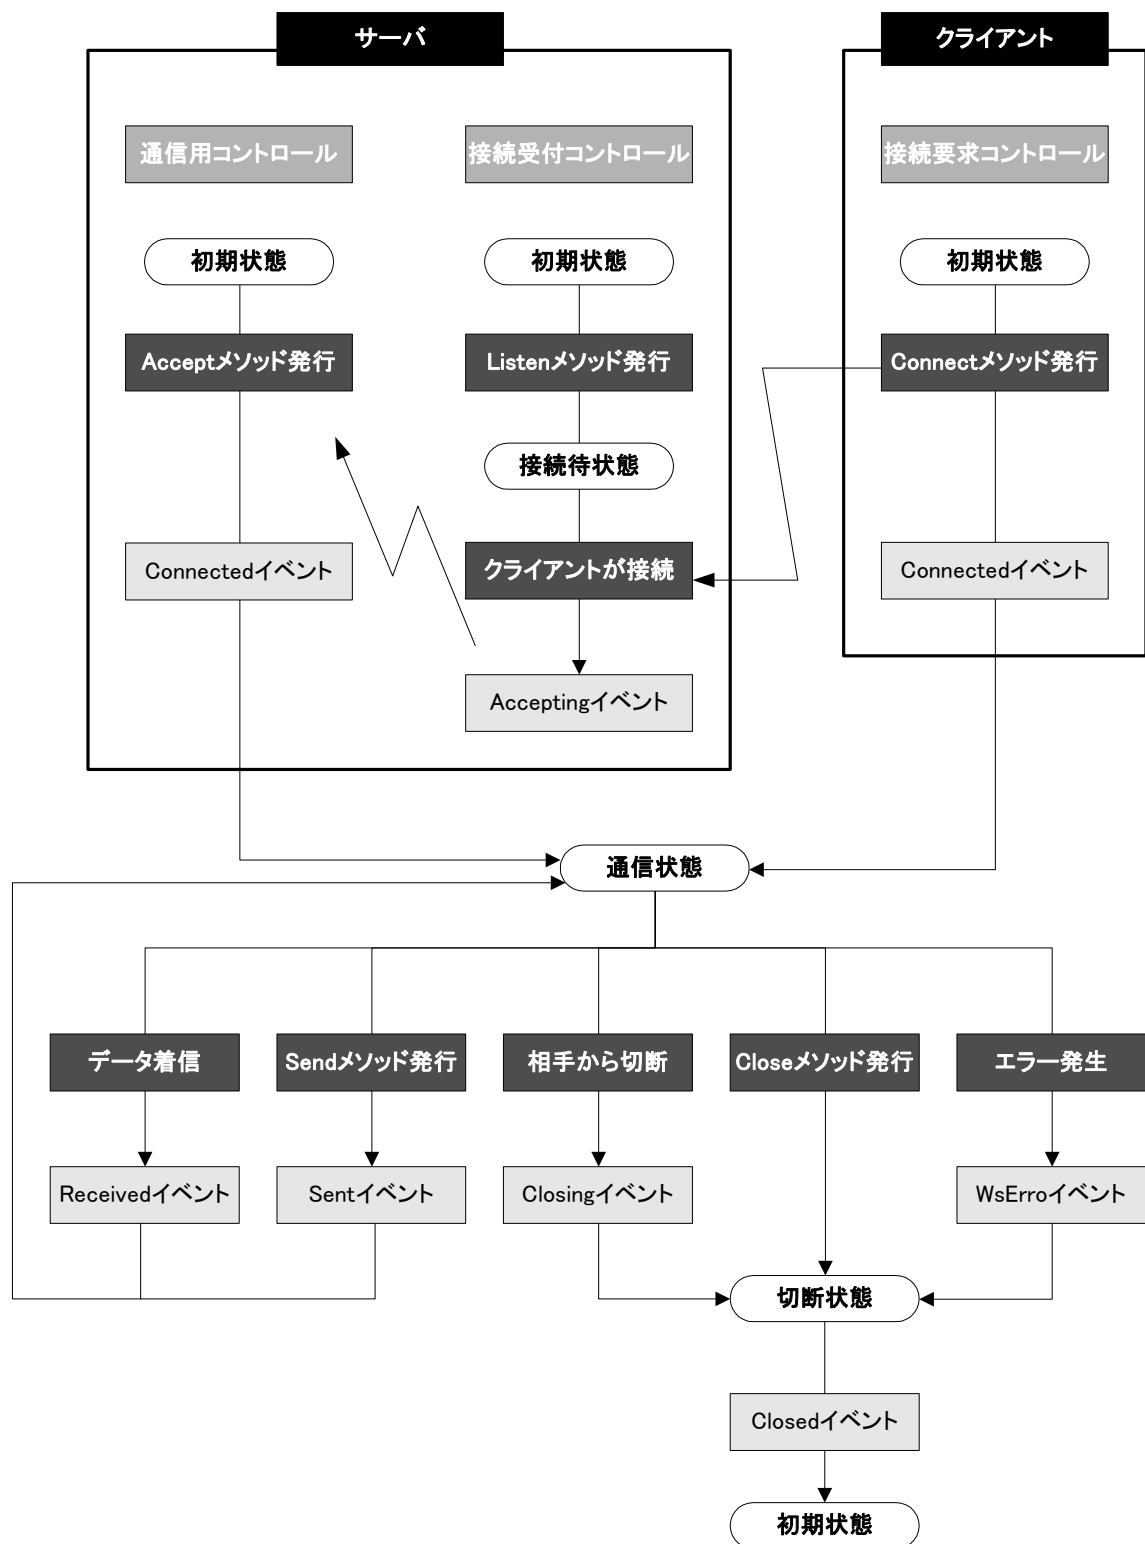 サーバ
クライアント
通信用コントロール
接続受付コントロール
接続要求コントロール
初期状態
初期状態
初期状態
Acceptメソッド発行
Listenメソッド発行
Connectメソッド発行
接続待状態
Connectedイベント
クライアントが接続
Connectedイベント
Acceptingイベント
通信状態
データ着信
Sendメソッド発行
相手から切断
Closeメソッド発行
エラー発生
Receivedイベント
Sentイベント
Closingイベント
WsErroイベント
切断状態
Closedイベント
初期状態